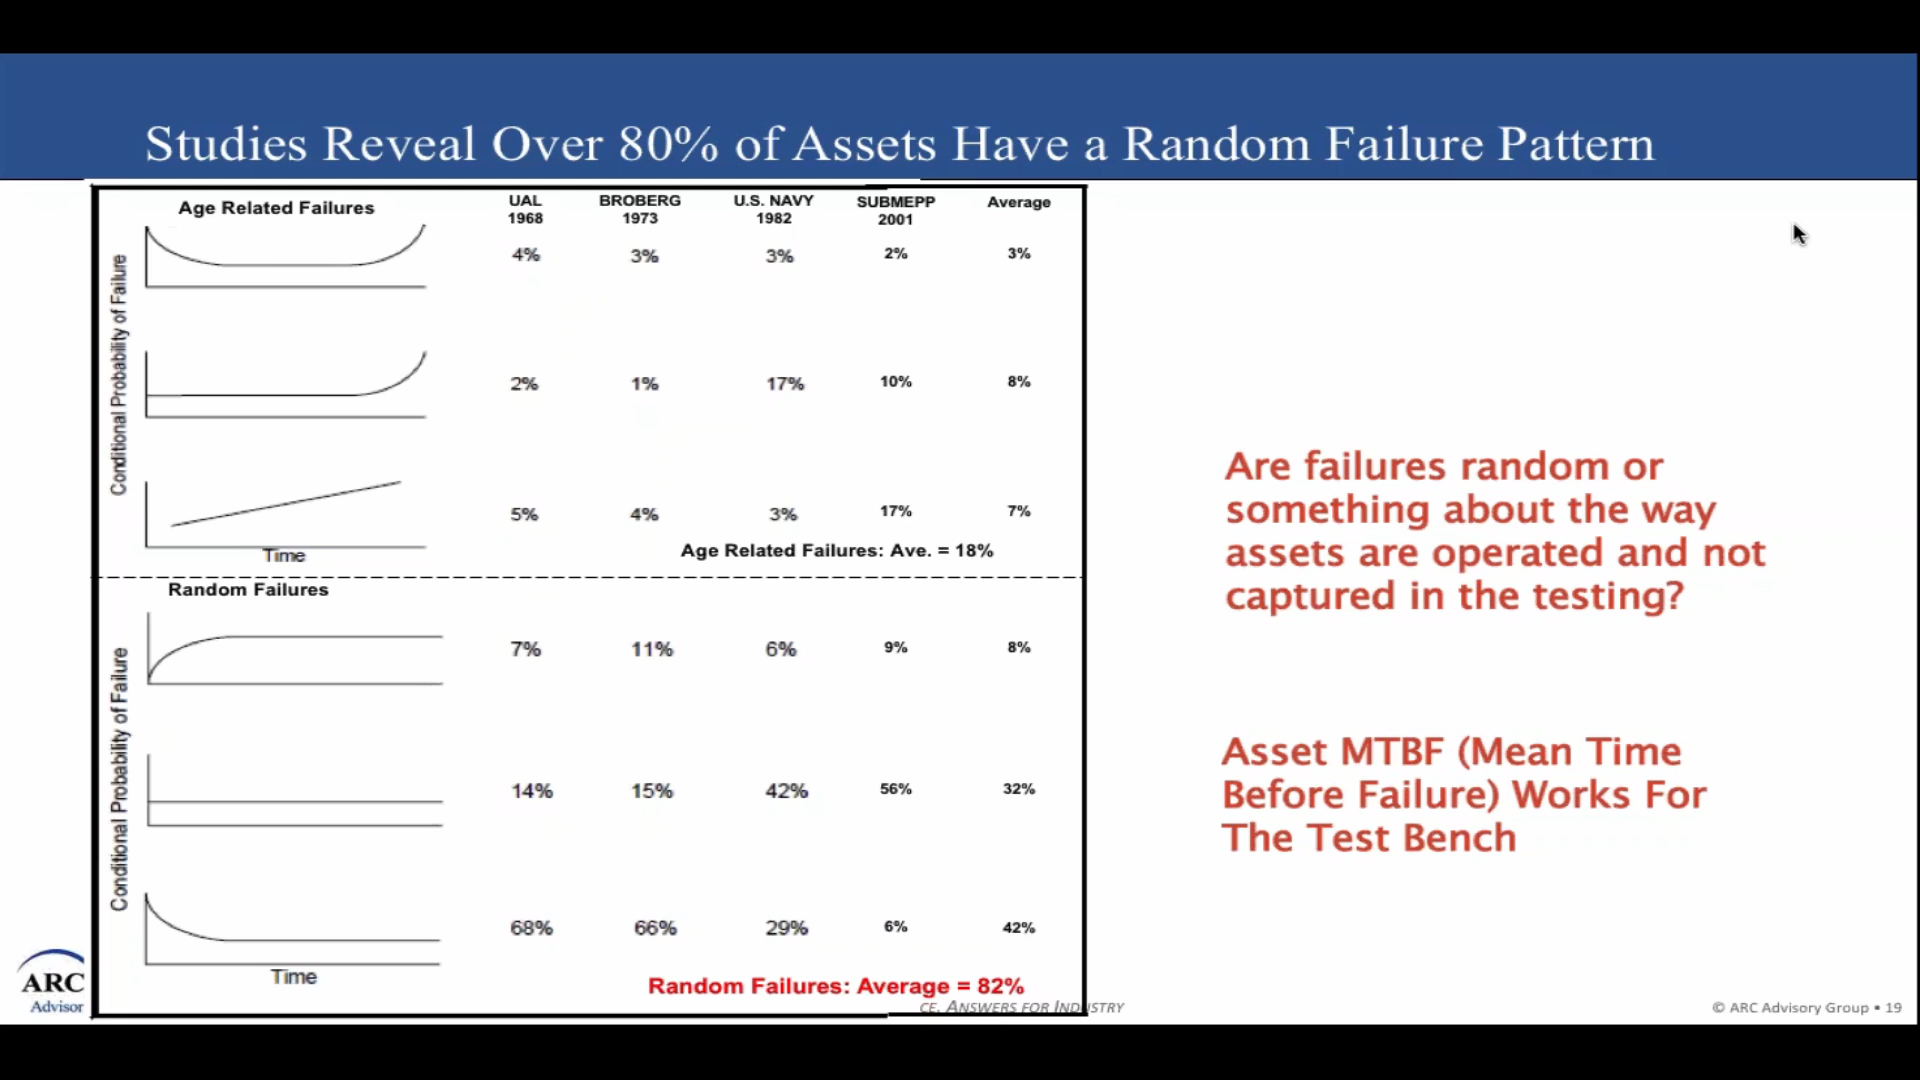 Studies Reveal Over 80% of Assets Have a Random Failure Pattern
Age Related Failures
UAL 1968
BROBERG 1973
U.S. NAVY 1982
SUBMEPP 2001
Average
Conditional Probability of Failure
4% 3% 3% 2% 3%
2% 1% 17% 10% 8%
5% 4% 3% 17% 7%
Time
Age Related Failures: Ave. = 18%
Random Failures
Conditional Probability of Failure
7% 11% 6% 9% 8%
14% 15% 42% 56% 32%
68% 66% 29% 6% 42%
Time
Random Failures: Average = 82%
Are failures random or
something about the way
assets are operated and not
captured in the testing?
Asset MTBF (Mean Time
Before Failure) Works For
The Test Bench
ARC
Advisor
CE, ANSWERS FOR INDUSTRY
© ARC Advisory Group • 19